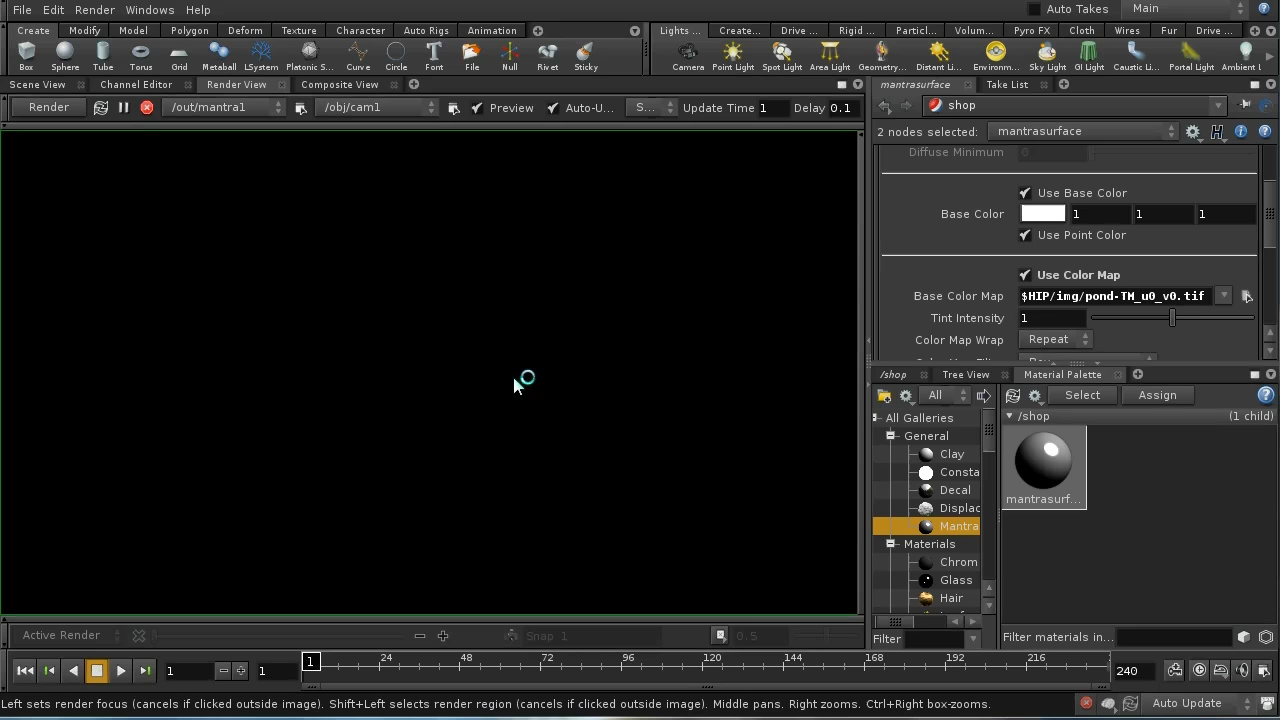 File Edit Render Windows Help Auto Takes Main
Create Modify Model Polygon Deform Texture Character Auto Rigs Animation
Lights ... Create... Drive ... Rigid ... Particl... Volum... Pyro FX Cloth Wires Fur Drive ...
Box Sphere Tube Torus Grid Metaball LSystem Platonic S... Curve Circle Font File Null Rivet Sticky
Camera Point Light Spot Light Area Light Geometry... Distant Li... Environm... Sky Light GI Light Caustic Li... Portal Light Ambient L
Scene View Channel Editor Render View Composite View
mantrasurface Take List
Render /out/mantra1 /obj/cam1 Preview Auto-U... S... Update Time 1 Delay 0.1
shop
2 nodes selected: mantrasurface
Diffuse Minimum 0
Use Base Color
Base Color 1 1 1
Use Point Color
Use Color Map
Base Color Map $HIP/img/pond-TM_u0_v0.tif
Tint Intensity 1
Color Map Wrap Repeat
/shop Tree View Material Palette
All Select Assign
All Galleries
General
Clay
Consta
Decal
Displac
Mantra
Materials
Chrom
Glass
Hair
Filter
/shop (1 child)
mantrasurf...
Filter materials in...
Active Render Snap 1 0.5
1 1 1 24 48 72 96 120 144 168 192 216 240
Left sets render focus (cancels if clicked outside image). Shift+Left selects render region (cancels if clicked outside image). Middle pans. Right zooms. Ctrl+Right box-zooms.
Auto Update